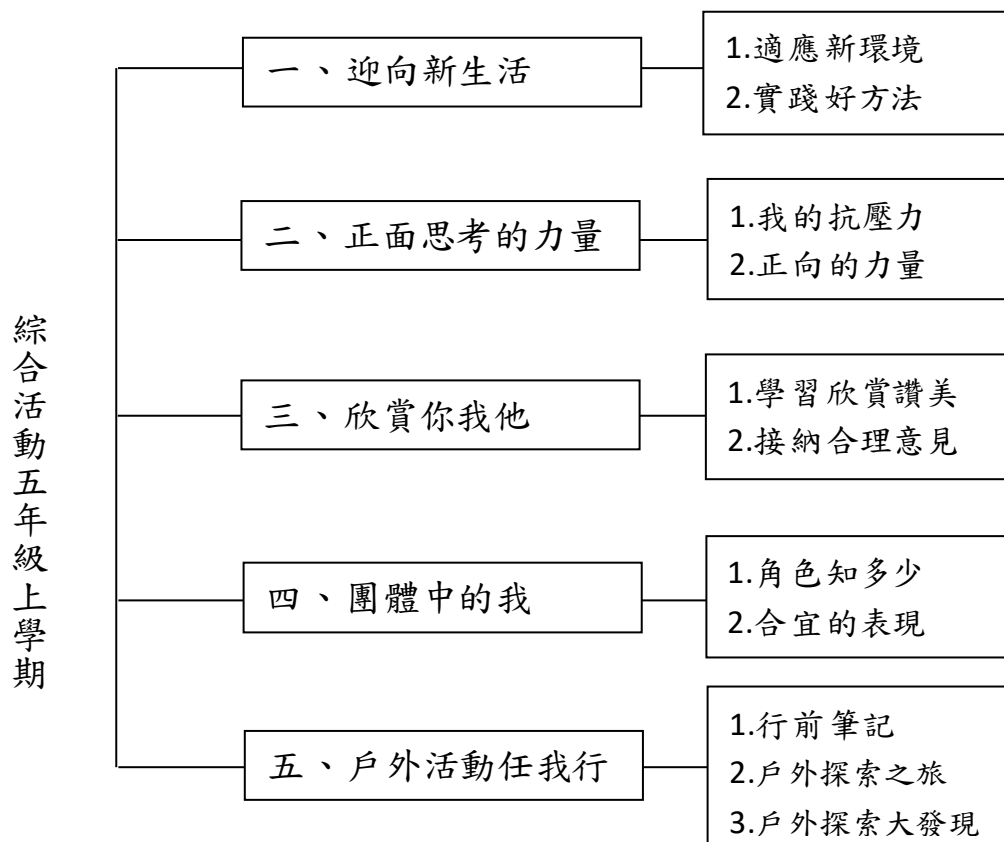 綜合活動五年級上學期
一、迎向新生活
1.適應新環境
2.實踐好方法
二、正面思考的力量
1.我的抗壓力
2.正向的力量
三、欣賞你我他
1.學習欣賞讚美
2.接納合理意見
四、團體中的我
1.角色知多少
2.合宜的表現
五、戶外活動任我行
1.行前筆記
2.戶外探索之旅
3.戶外探索大發現